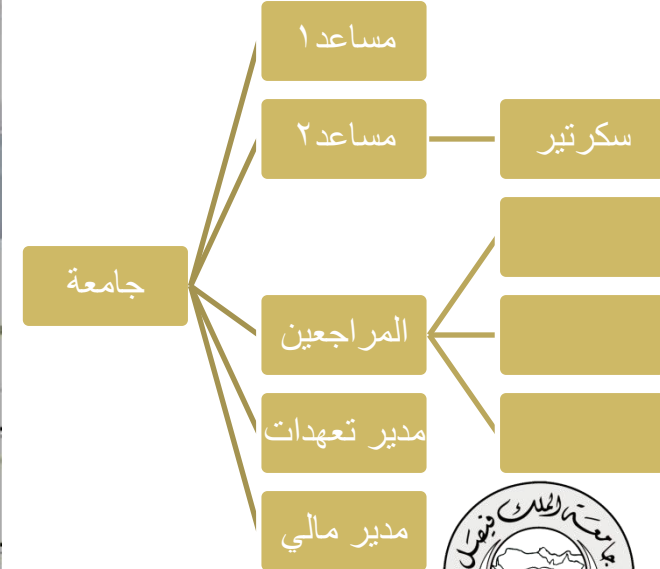 مساعد١
مساعد٢
سكرتير
جامعة
المراجعين
مدير تعهدات
مدير مالي
جامعة الملك فيصل